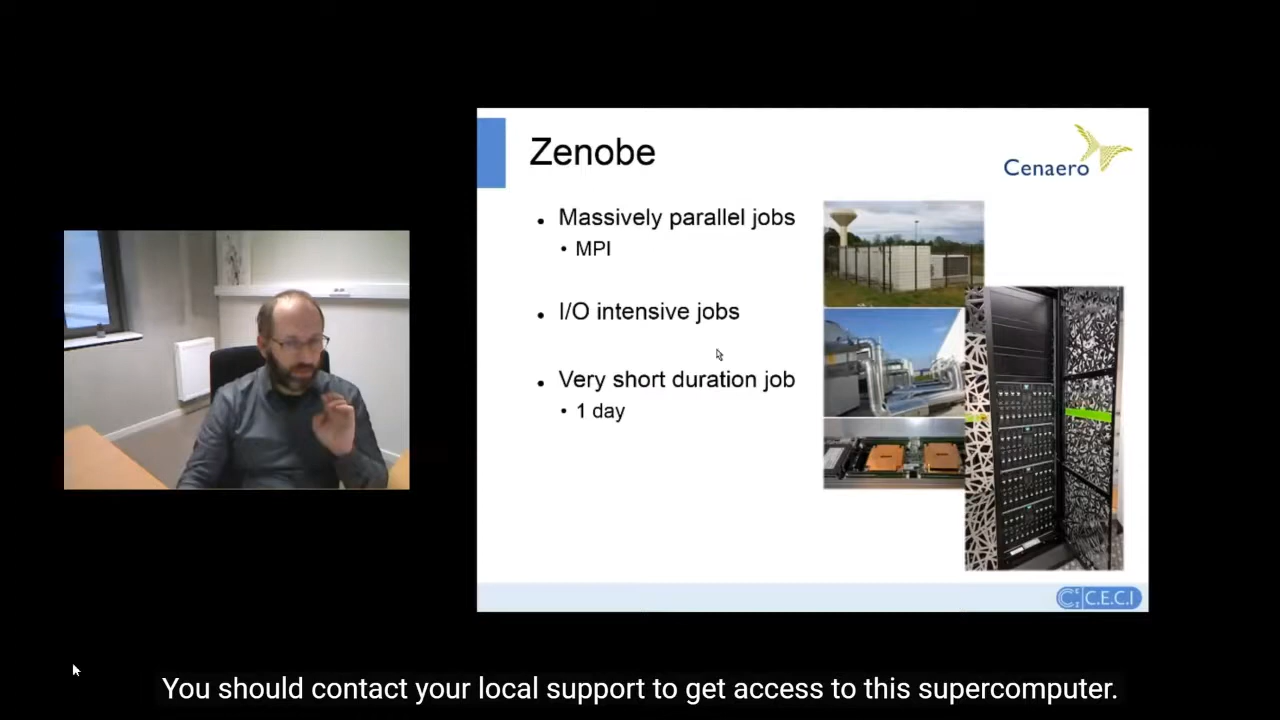 Zenobe
Cenaero
• Massively parallel jobs
• MPI
• I/O intensive jobs
• Very short duration job
• 1 day
C.E.C.I
You should contact your local support to get access to this supercomputer.